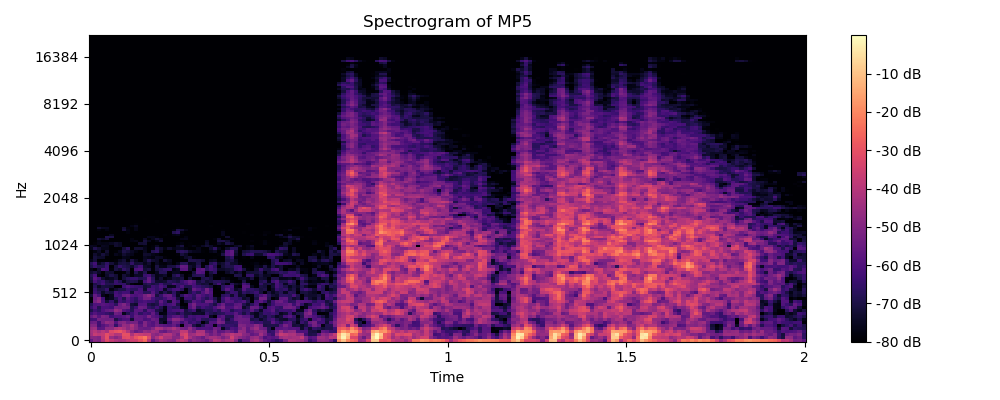 Spectrogram of MP5
16384
8192
4096
2048
1024
512
0
Hz
0
0.5
1
1.5
2
Time
-10 dB
-20 dB
-30 dB
-40 dB
-50 dB
-60 dB
-70 dB
-80 dB